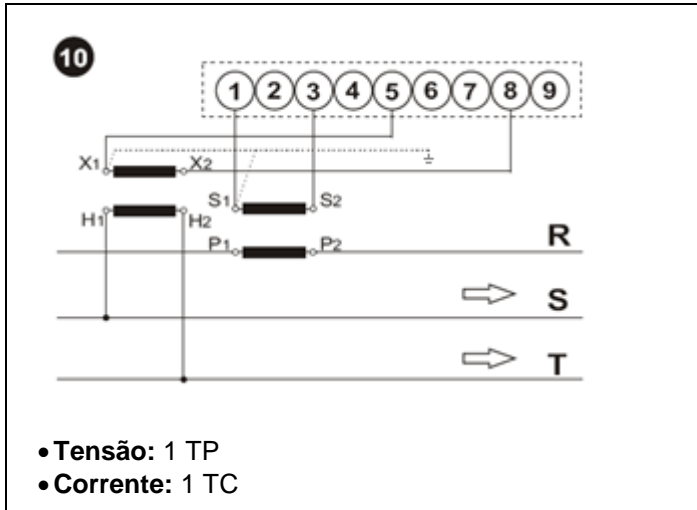 10
1 2 3 4 5 6 7 8 9
X1 X2
S1 S2
H1 H2
P1 P2
R
S
T
• Tensão: 1 TP
• Corrente: 1 TC